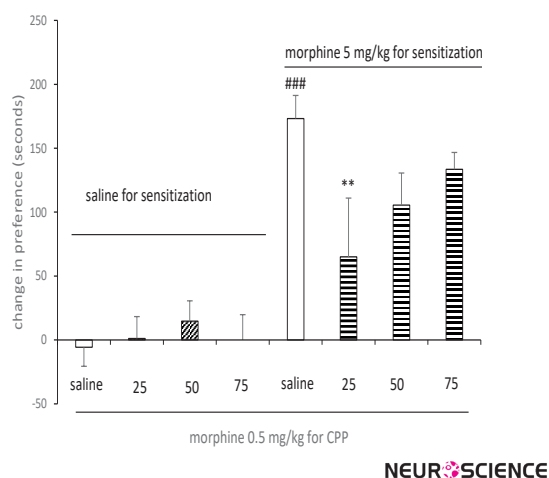 250
morphine 5 mg/kg for sensitization
###
200
150
**
saline for sensitization
100
50
0
-50
change in preference (seconds)
saline 25 50 75 saline 25 50 75
morphine 0.5 mg/kg for CPP
NEUROSCIENCE